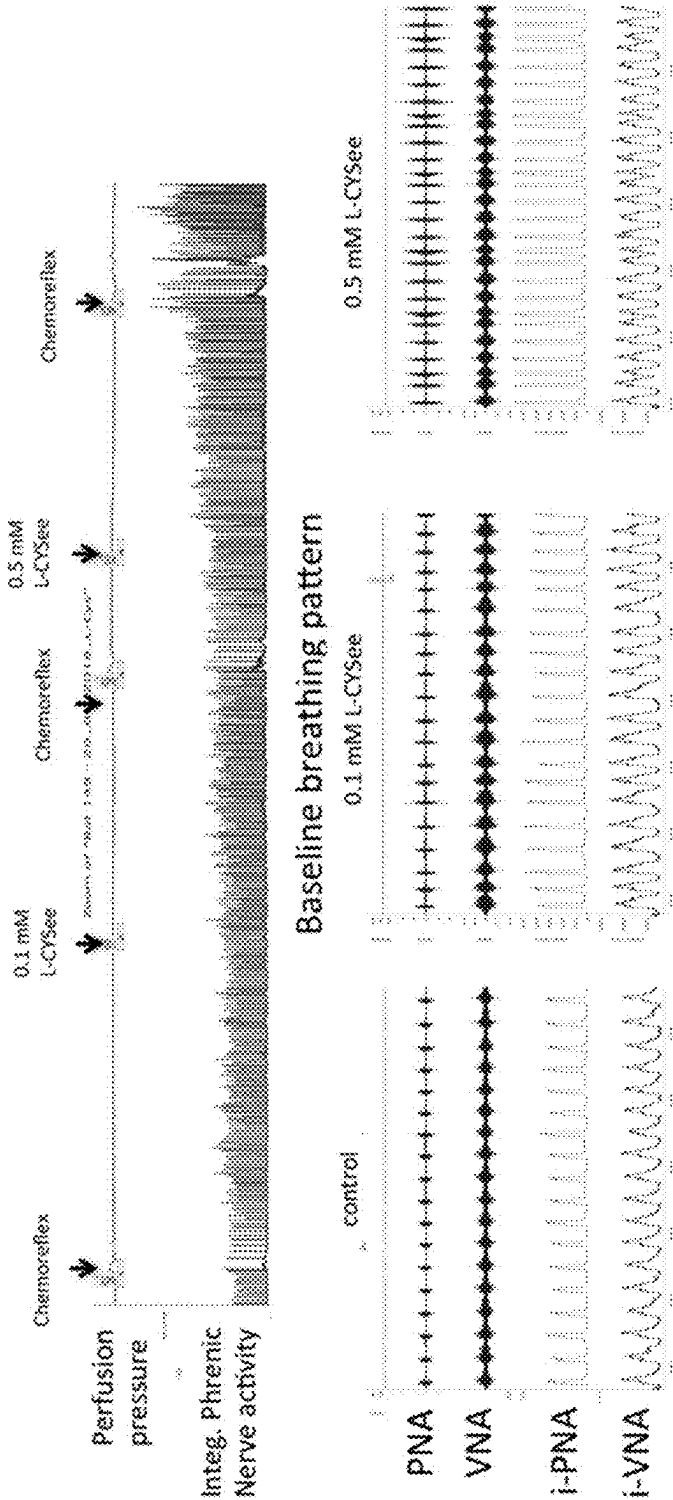 Chemoreflex
0.1 mM
L-CYSee
Chemoreflex
0.5 mM
L-CYSee
Chemoreflex
Perfusion
pressure
Integ. Phrenic
Nerve activity
Baseline breathing pattern
control
0.1 mM L-CYSee
0.5 mM L-CYSee
PNA
VNA
i-PNA
i-VNA